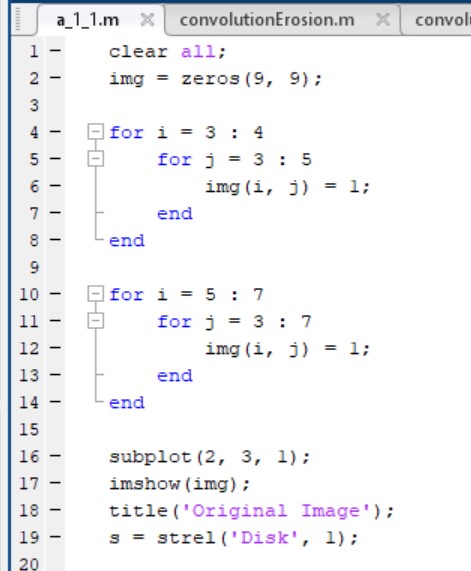 a_1_1.m × convolutionErosion.m × convol
1 - clear all;
2 - img = zeros(9, 9);
3
4 - for i = 3 : 4
5 - for j = 3 : 5
6 - img(i, j) = 1;
7 - end
8 - end
9
10 - for i = 5 : 7
11 - for j = 3 : 7
12 - img(i, j) = 1;
13 - end
14 - end
15
16 - subplot(2, 3, 1);
17 - imshow(img);
18 - title('Original Image');
19 - s = strel('Disk', 1);
20